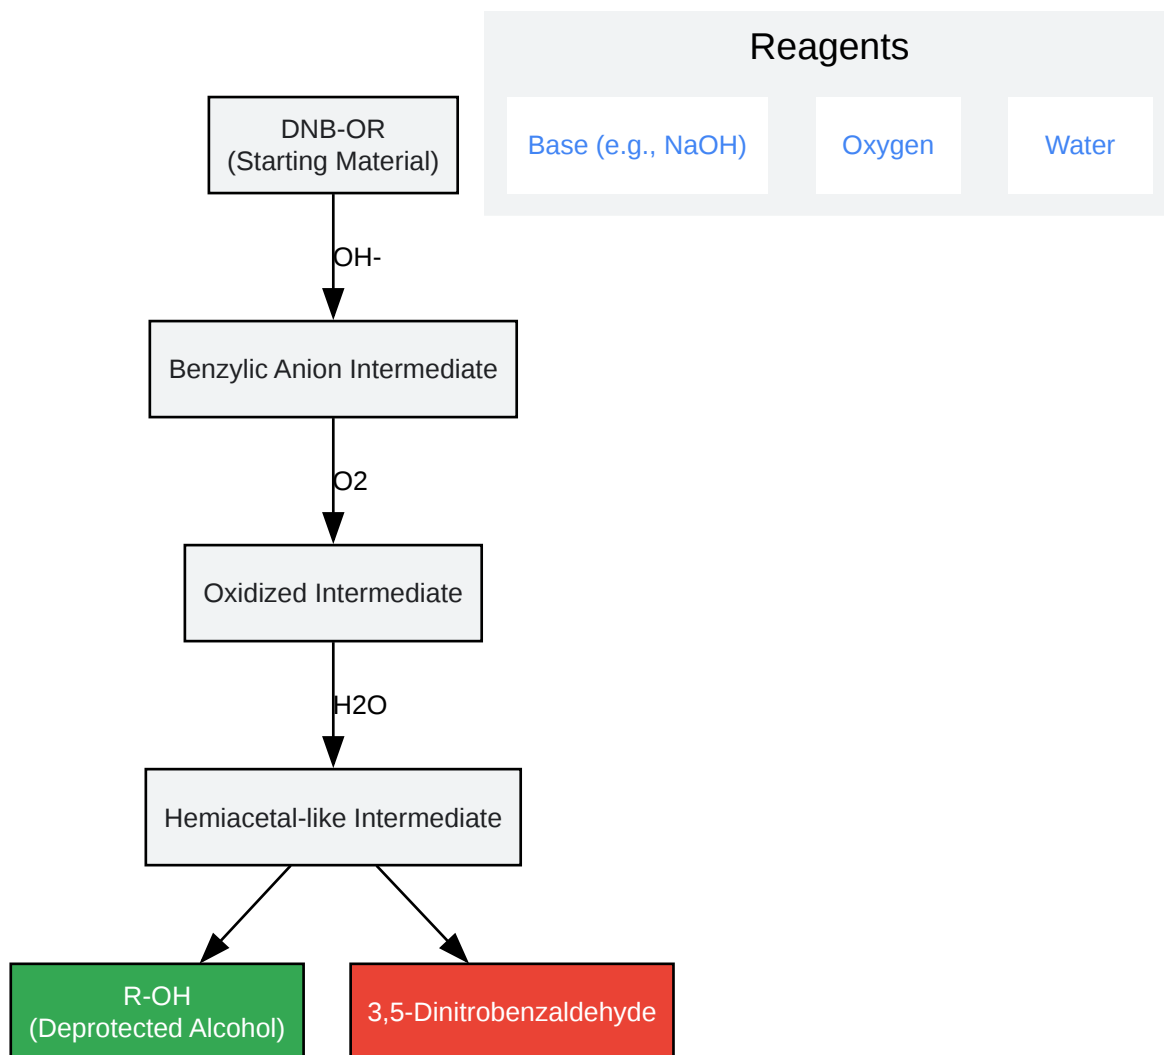 Reagents
Base (e.g., NaOH)
Oxygen
Water
DNB-OR
(Starting Material)
OH-
Benzylic Anion Intermediate
O2
Oxidized Intermediate
H2O
Hemiacetal-like Intermediate
R-OH
(Deprotected Alcohol)
3,5-Dinitrobenzaldehyde